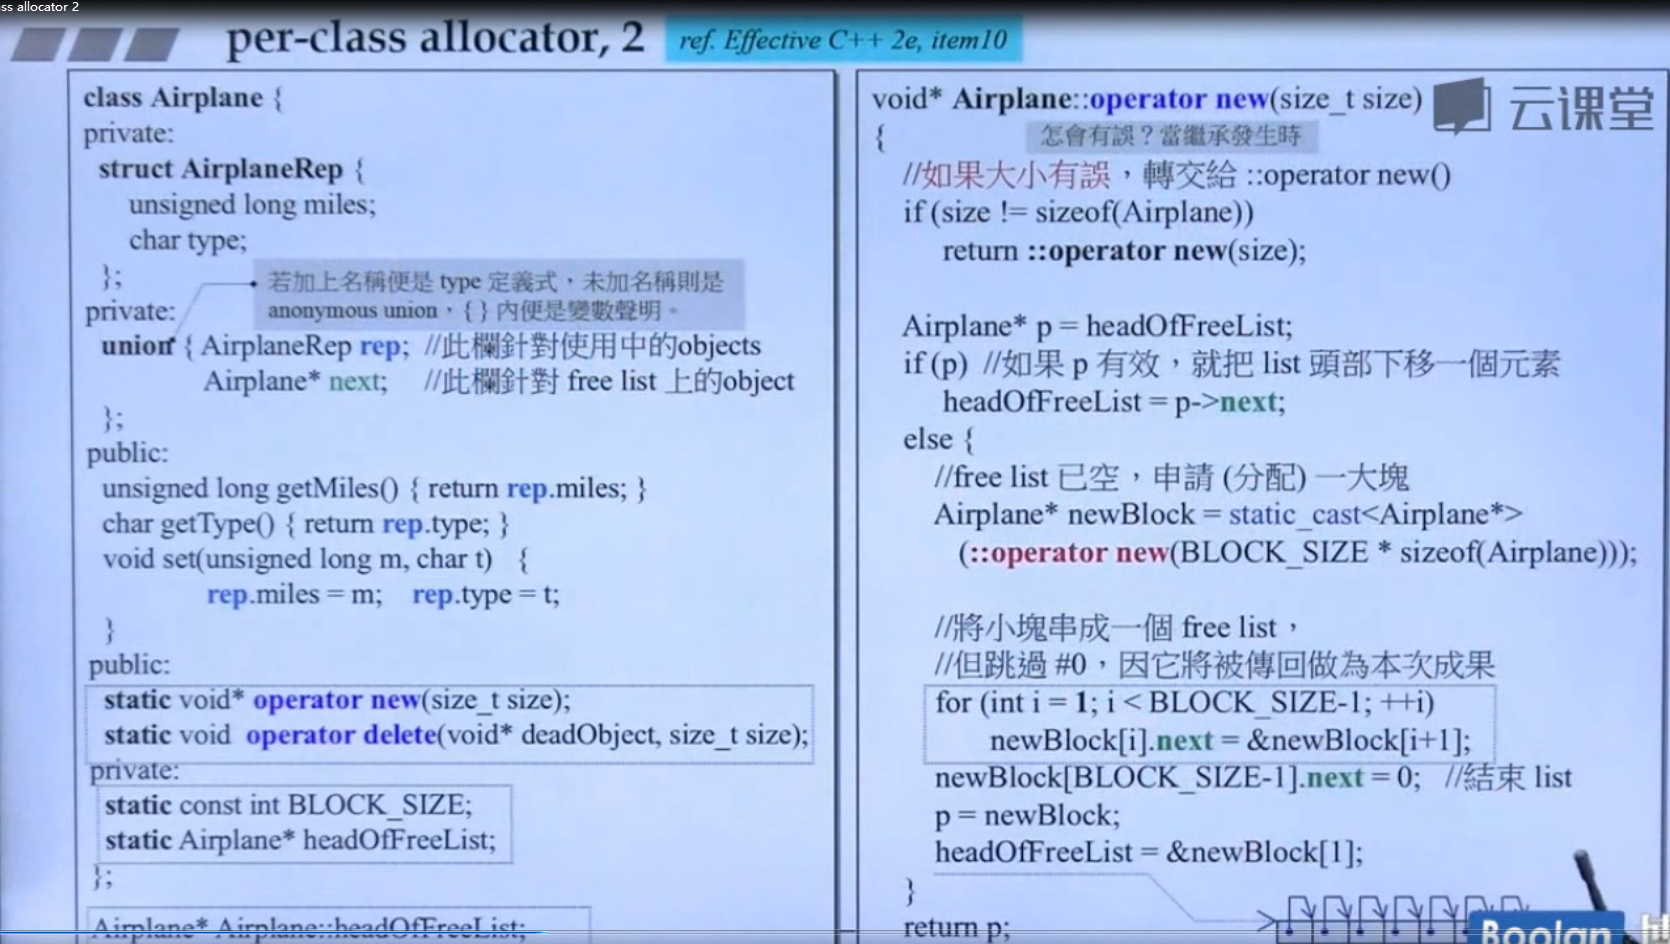 ss allocator 2
per-class allocator, 2
ref. Effective C++ 2e, item10
class Airplane {
private:
struct AirplaneRep {
unsigned long miles;
char type;
};
若加上名稱便是 type 定義式，未加名稱則是
anonymous union，{ } 內便是變數聲明。
private:
union { AirplaneRep rep; //此欄針對使用中的objects
Airplane* next; //此欄針對 free list 上的object
};
public:
unsigned long getMiles() { return rep.miles; }
char getType() { return rep.type; }
void set(unsigned long m, char t) {
rep.miles = m; rep.type = t;
}
public:
static void* operator new(size_t size);
static void operator delete(void* deadObject, size_t size);
private:
static const int BLOCK_SIZE;
static Airplane* headOfFreeList;
};
Airplane* Airplane::headOfFreeList;
void* Airplane::operator new(size_t size)
云课堂
{
怎會有誤？當繼承發生時
//如果大小有誤，轉交給 ::operator new()
if (size != sizeof(Airplane))
return ::operator new(size);
Airplane* p = headOfFreeList;
if (p) //如果 p 有效，就把 list 頭部下移一個元素
headOfFreeList = p->next;
else {
//free list 已空，申請 (分配) 一大塊
Airplane* newBlock = static_cast<Airplane*>
(::operator new(BLOCK_SIZE * sizeof(Airplane)));
//將小塊串成一個 free list，
//但跳過 #0，因它將被傳回做為本次成果
for (int i = 1; i < BLOCK_SIZE-1; ++i)
newBlock[i].next = &newBlock[i+1];
newBlock[BLOCK_SIZE-1].next = 0; //結束 list
p = newBlock;
headOfFreeList = &newBlock[1];
}
return p;
Boolan